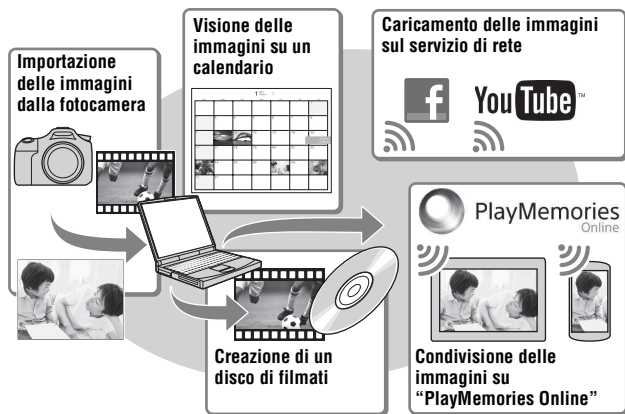 Importazione
delle immagini
dalla fotocamera
Visione delle
immagini su un
calendario
Caricamento delle immagini
sul servizio di rete
f
YouTube™
PlayMemories
Online
Creazione di un
disco di filmati
Condivisione delle
immagini su
“PlayMemories Online”